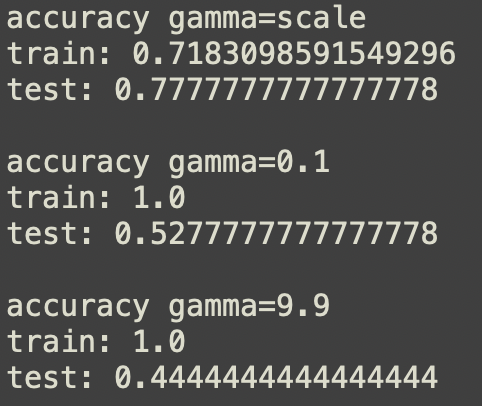 accuracy gamma=scale
train: 0.7183098591549296
test: 0.7777777777777778
accuracy gamma=0.1
train: 1.0
test: 0.5277777777777778
accuracy gamma=9.9
train: 1.0
test: 0.4444444444444444